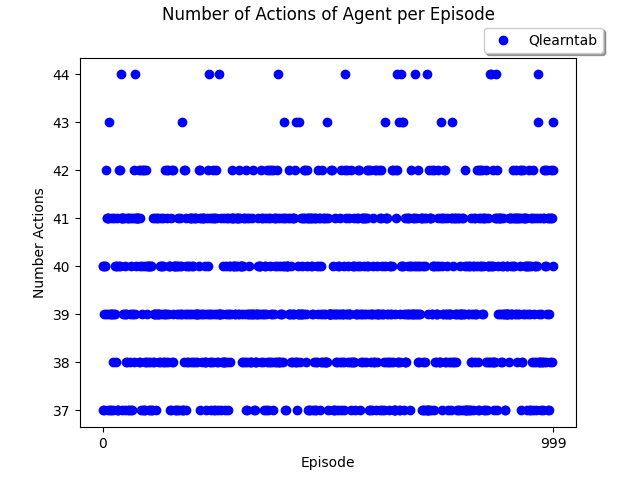 Number of Actions of Agent per Episode
Qlearntab
44
43
42
41
40
39
38
37
Number Actions
0 999
Episode